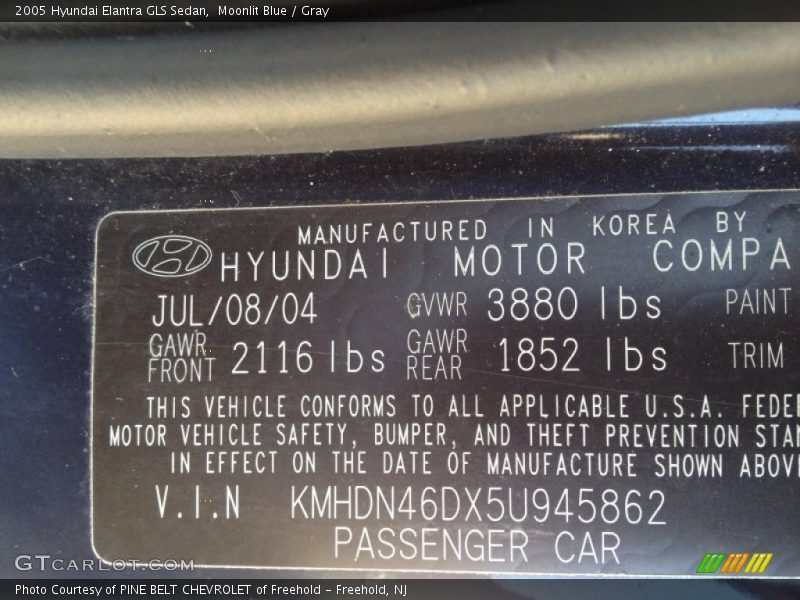 2005 Hyundai Elantra GLS Sedan, Moonlit Blue / Gray
MANUFACTURED IN KOREA BY
HYUNDAI MOTOR COMPA
JUL/08/04 GVWR 3880 lbs PAINT
GAWR FRONT 2116 lbs GAWR REAR 1852 lbs TRIM
THIS VEHICLE CONFORMS TO ALL APPLICABLE U.S.A. FEDE
MOTOR VEHICLE SAFETY, BUMPER, AND THEFT PREVENTION STAN
IN EFFECT ON THE DATE OF MANUFACTURE SHOWN ABOV
V.I.N KMHDN46DX5U945862
PASSENGER CAR
GTCARLOT.COM
Photo Courtesy of PINE BELT CHEVROLET of Freehold - Freehold, NJ